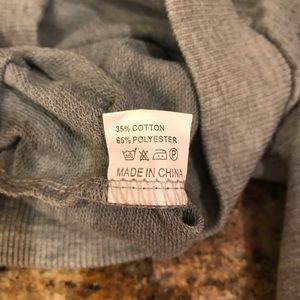 35% COTTON
65% POLYESTER
MADE IN CHINA